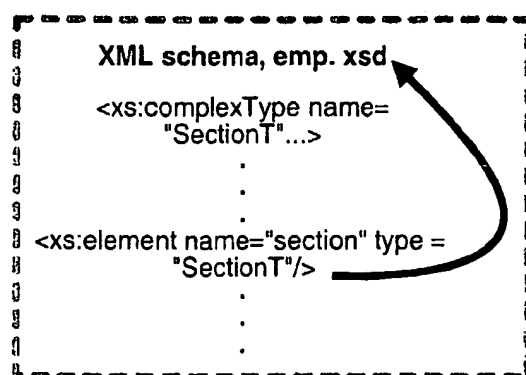 XML schema, emp. xsd
<xs:complexType name=
"SectionT"...>
<xs:element name="section" type =
"SectionT"/>